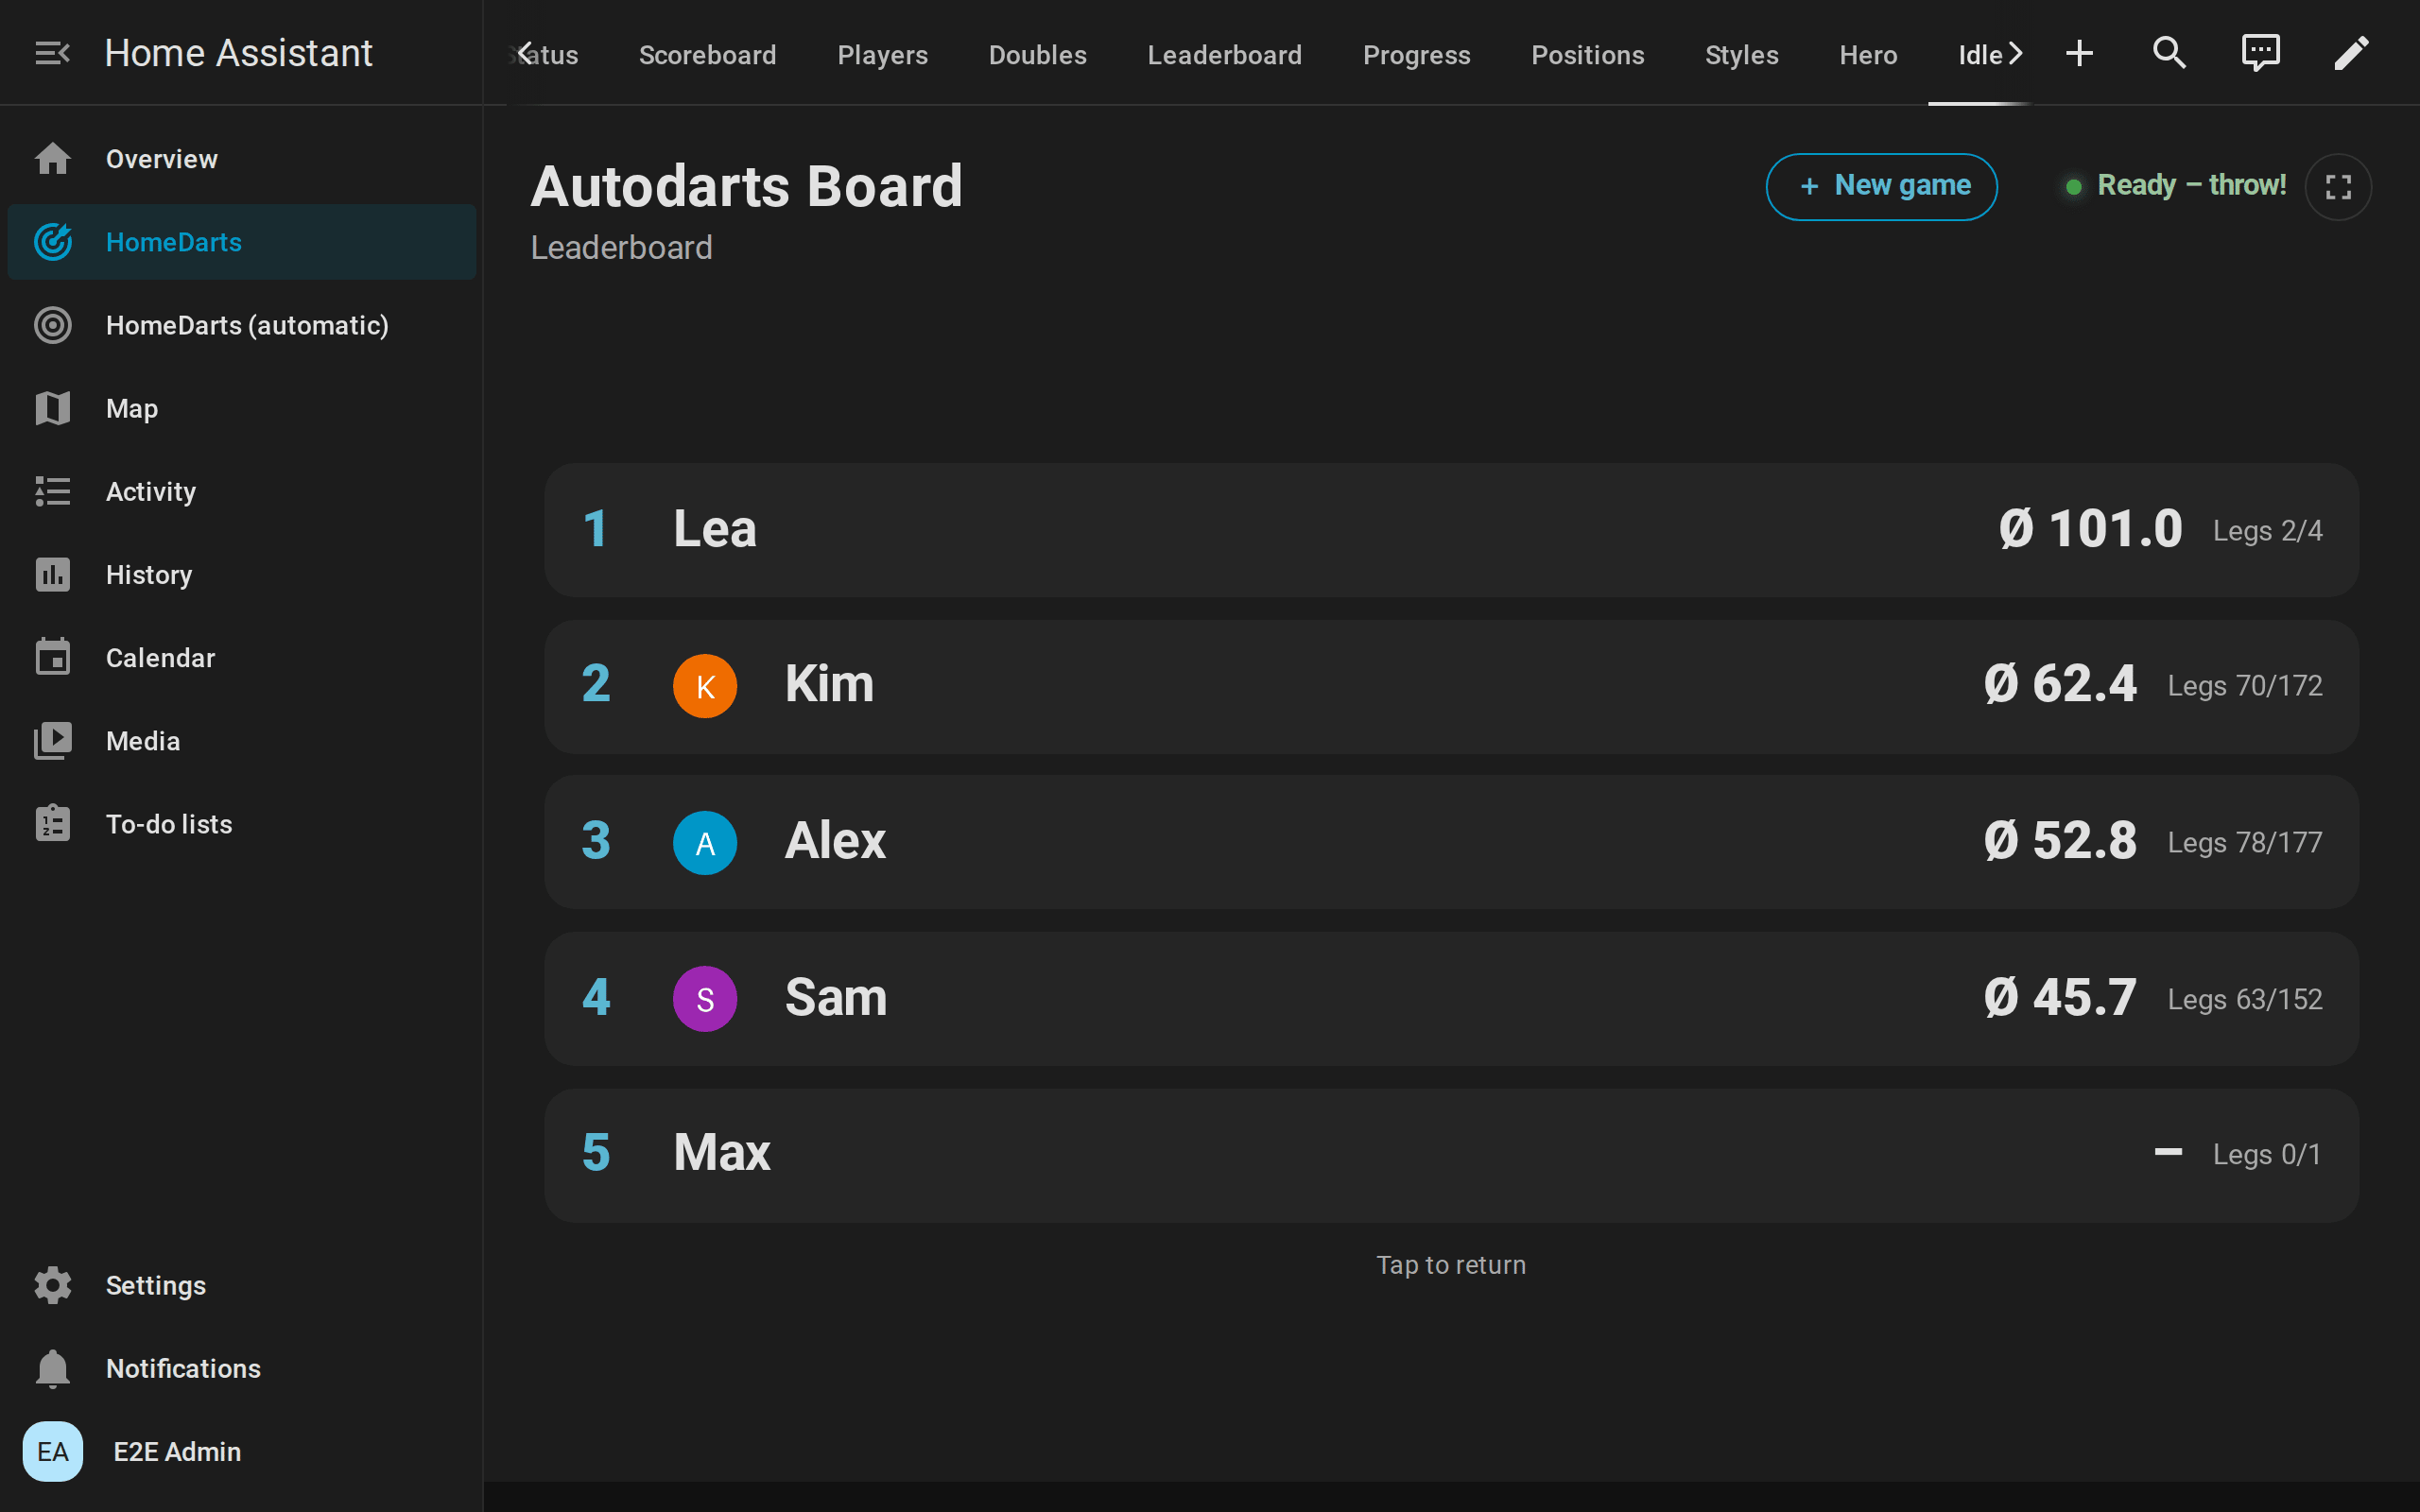 Home Assistant
Status
Scoreboard
Players
Doubles
Leaderboard
Progress
Positions
Styles
Hero
Idle
Overview
HomeDarts
HomeDarts (automatic)
Map
Activity
History
Calendar
Media
To-do lists
Settings
Notifications
EA E2E Admin
Autodarts Board
Leaderboard
+ New game
Ready – throw!
1 Lea Ø 101.0 Legs 2/4
2 K Kim Ø 62.4 Legs 70/172
3 A Alex Ø 52.8 Legs 78/177
4 S Sam Ø 45.7 Legs 63/152
5 Max – Legs 0/1
Tap to return